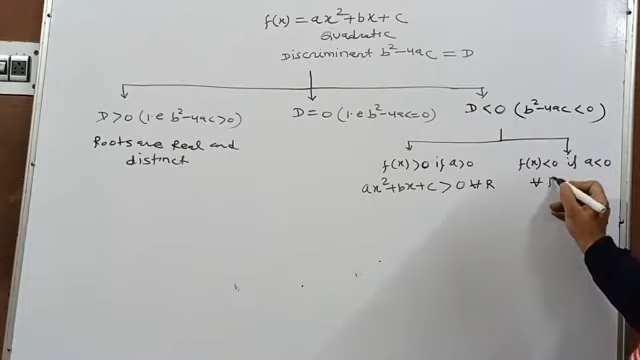 f(x) = ax²+bx+c
Quadratic
Discriminant b²-4ac = D
D>0 (i.e b²-4ac>0)
Roots are Real and
distinct
D=0 (i.e b²-4ac=0)
D<0 (b²-4ac<0)
f(x)>0 if a>0
ax²+bx+c>0 ∀ R
f(x)<0 if a<0
∀